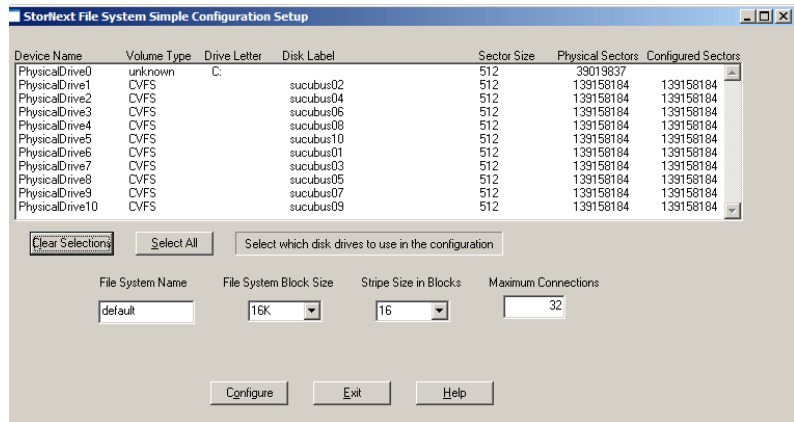 StorNext File System Simple Configuration Setup
Device Name Volume Type Drive Letter Disk Label Sector Size Physical Sectors Configured Sectors
PhysicalDrive0 unknown C: 512 39019837
PhysicalDrive1 CVFS sucubus02 512 139158184 139158184
PhysicalDrive2 CVFS sucubus04 512 139158184 139158184
PhysicalDrive3 CVFS sucubus06 512 139158184 139158184
PhysicalDrive4 CVFS sucubus08 512 139158184 139158184
PhysicalDrive5 CVFS sucubus10 512 139158184 139158184
PhysicalDrive6 CVFS sucubus01 512 139158184 139158184
PhysicalDrive7 CVFS sucubus03 512 139158184 139158184
PhysicalDrive8 CVFS sucubus05 512 139158184 139158184
PhysicalDrive9 CVFS sucubus07 512 139158184 139158184
PhysicalDrive10 CVFS sucubus09 512 139158184 139158184
Clear Selections Select All Select which disk drives to use in the configuration
File System Name File System Block Size Stripe Size in Blocks Maximum Connections
default 16K 16 32
Configure Exit Help